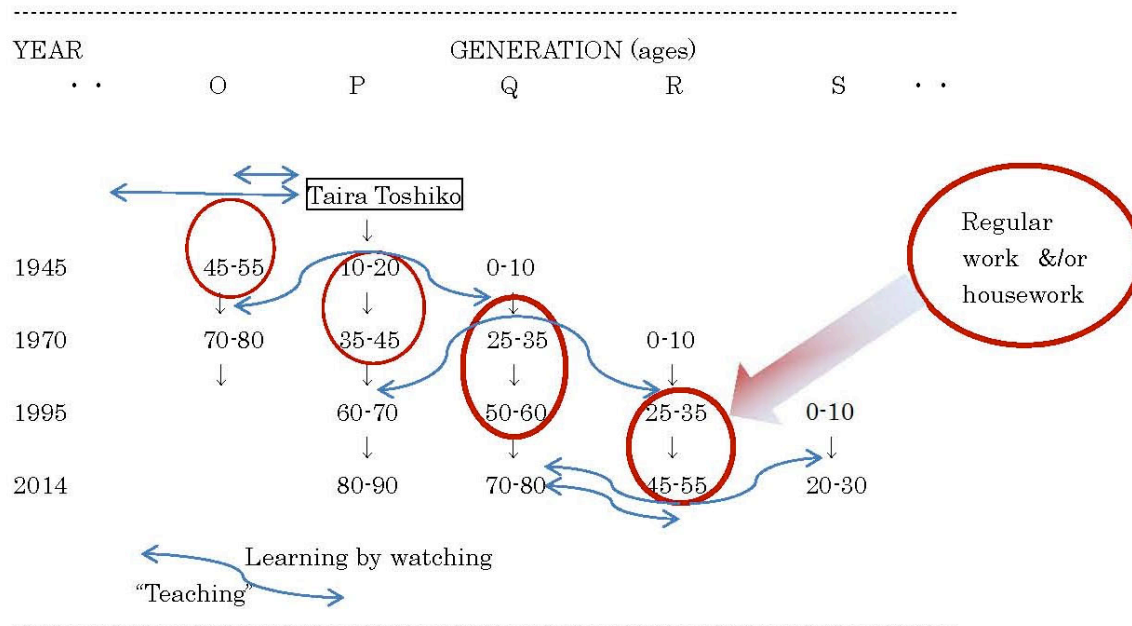 YEAR GENERATION (ages)
· · O P Q R S · ·
Taira Toshiko
↓
1945 45-55 10-20 0-10
↓ ↓ ↓
1970 70-80 35-45 25-35 0-10
↓ ↓ ↓ ↓
1995 60-70 50-60 25-35 0-10
↓ ↓ ↓ ↓
2014 80-90 70-80 45-55 20-30
Regular
work &/or
housework
Learning by watching
“Teaching”